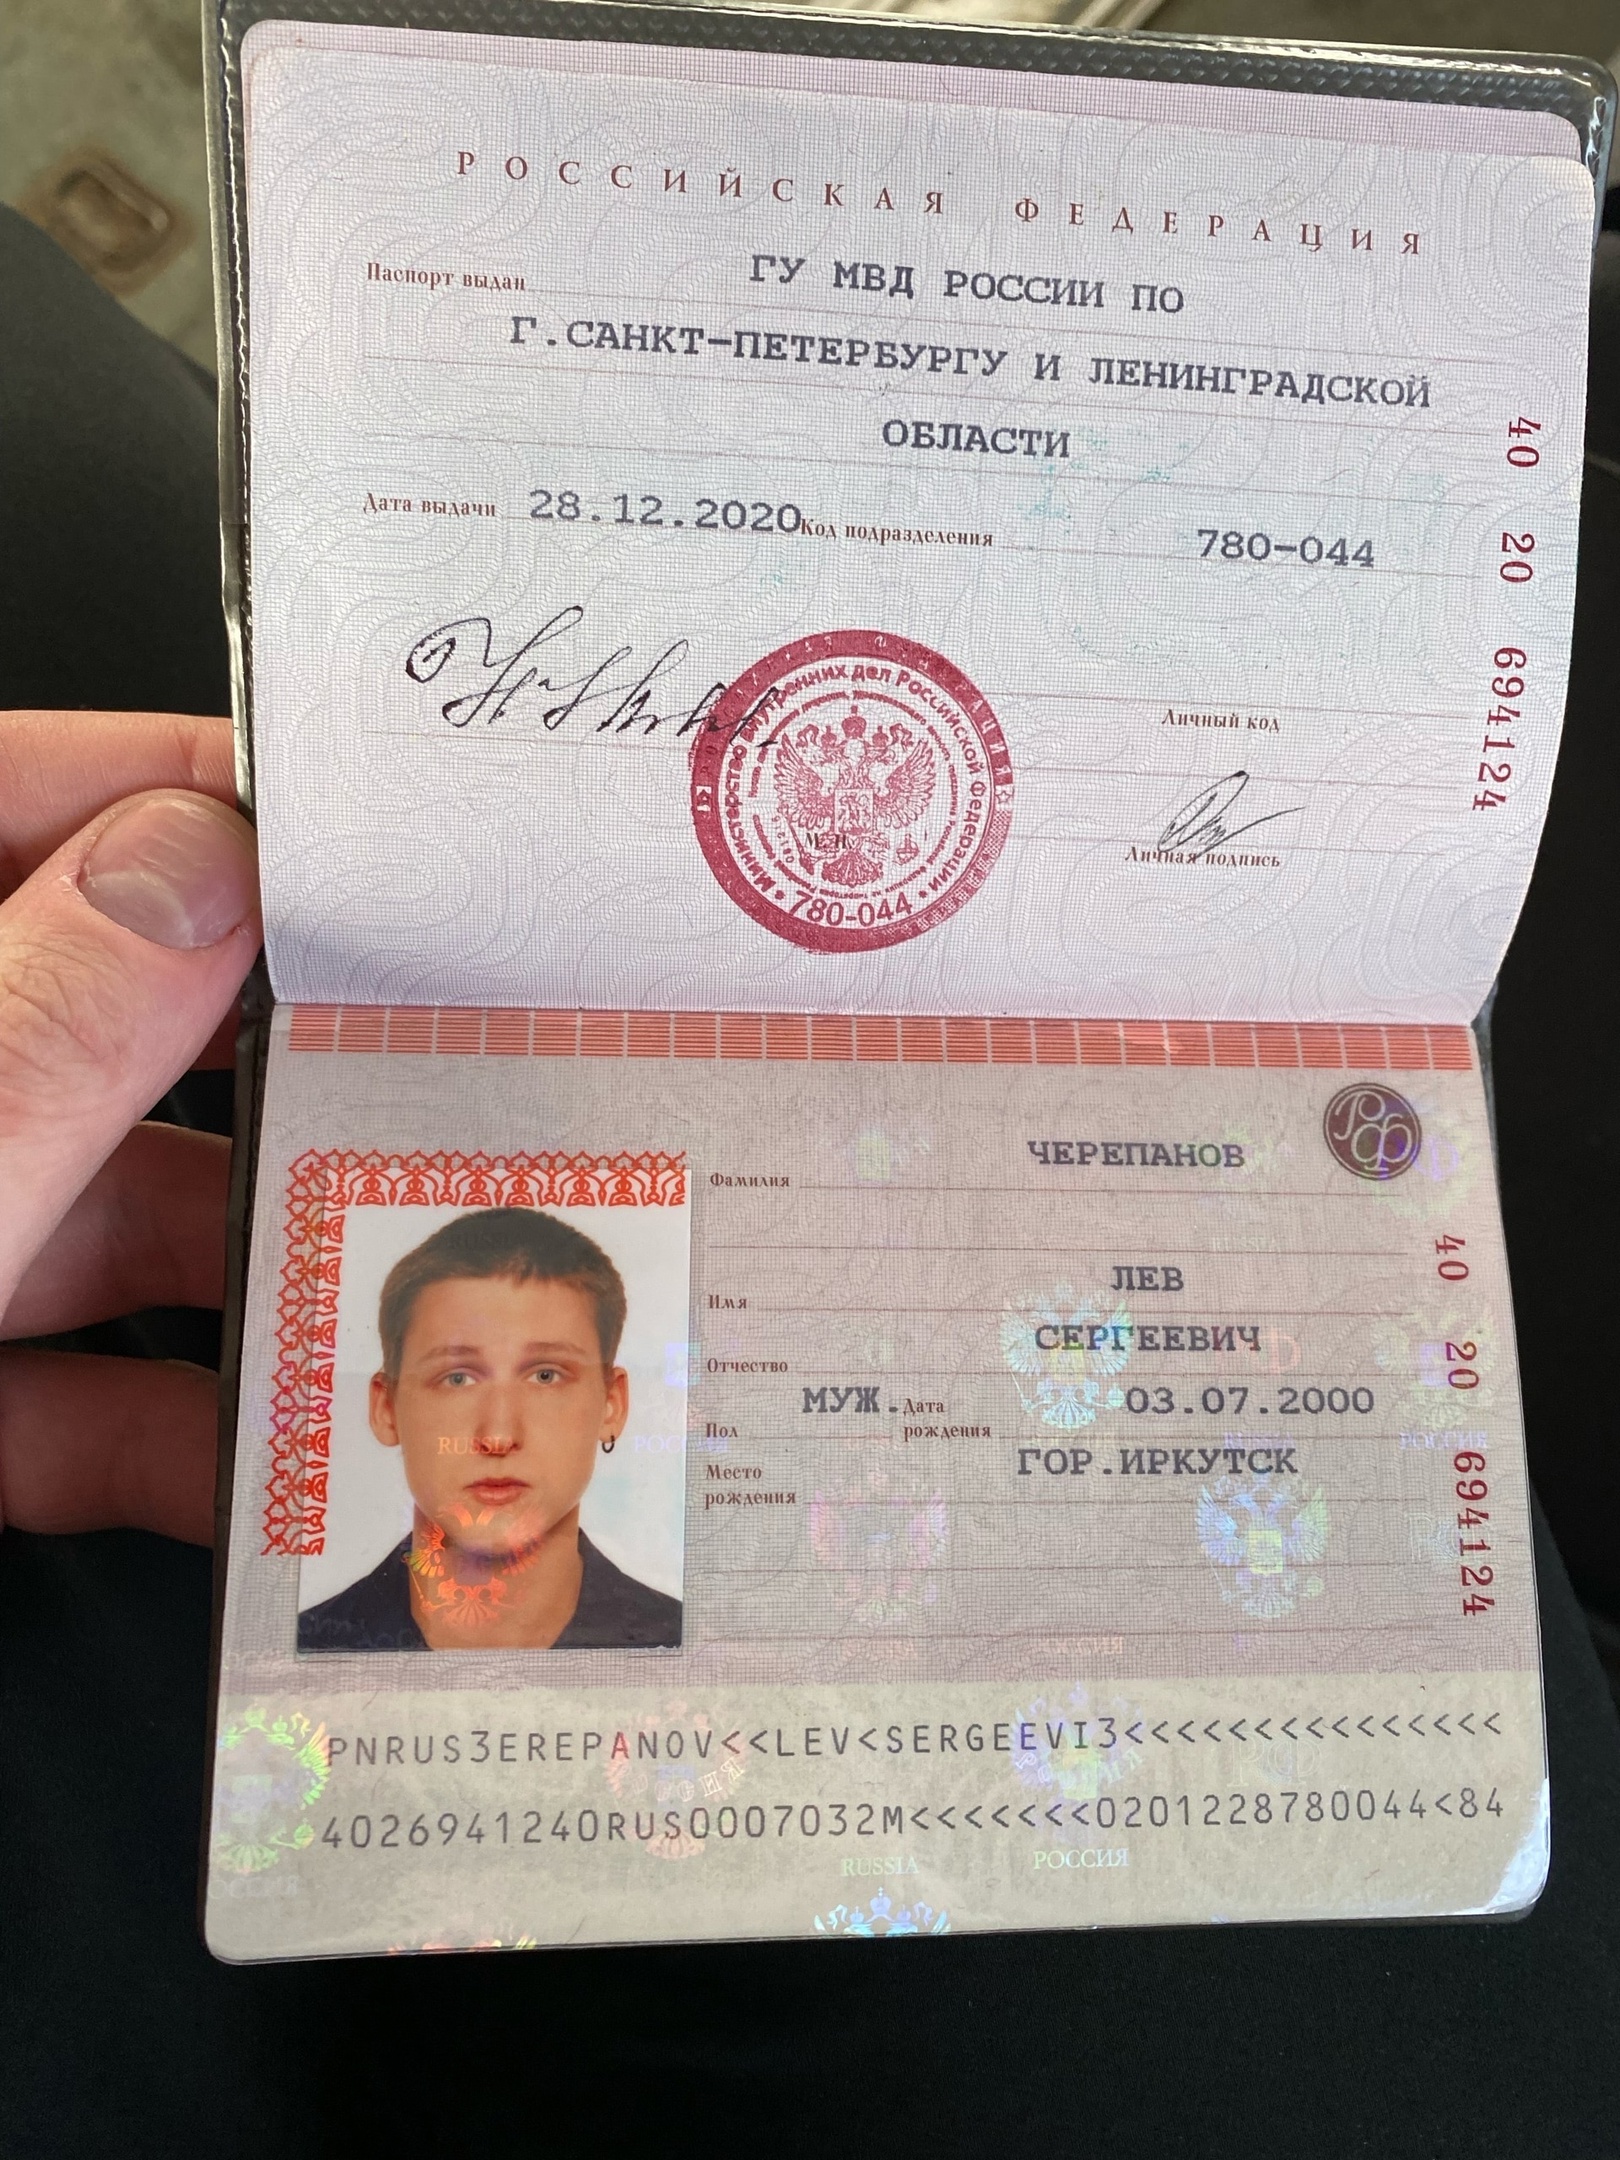 РОССИЙСКАЯ ФЕДЕРАЦИЯ
Паспорт выдан ГУ МВД РОССИИ ПО
Г.САНКТ-ПЕТЕРБУРГУ И ЛЕНИНГРАДСКОЙ
ОБЛАСТИ
Дата выдачи 28.12.2020 Код подразделения 780-044
40 20 694124
Личный код
Личная подпись
Министерство внутренних дел Российской Федерации
М.П.
780-044
ЧЕРЕПАНОВ
Фамилия
РФ
ЛЕВ
Имя
СЕРГЕЕВИЧ
Отчество
Пол МУЖ. Дата рождения 03.07.2000
Место рождения ГОР.ИРКУТСК
40 20 694124
RUSSIA
РОССИЯ
PNRUS3EREPANOV<<LEV<SERGEEVI3<<<<<<<<<<<<<<<
4026941240RUS0007032M<<<<<<<0201228780044<84
RUSSIA РОССИЯ